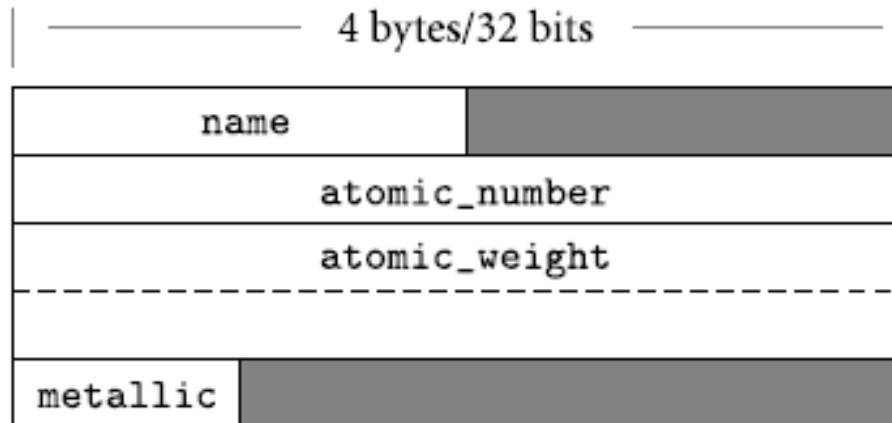 4 bytes/32 bits
name
atomic_number
atomic_weight
metallic